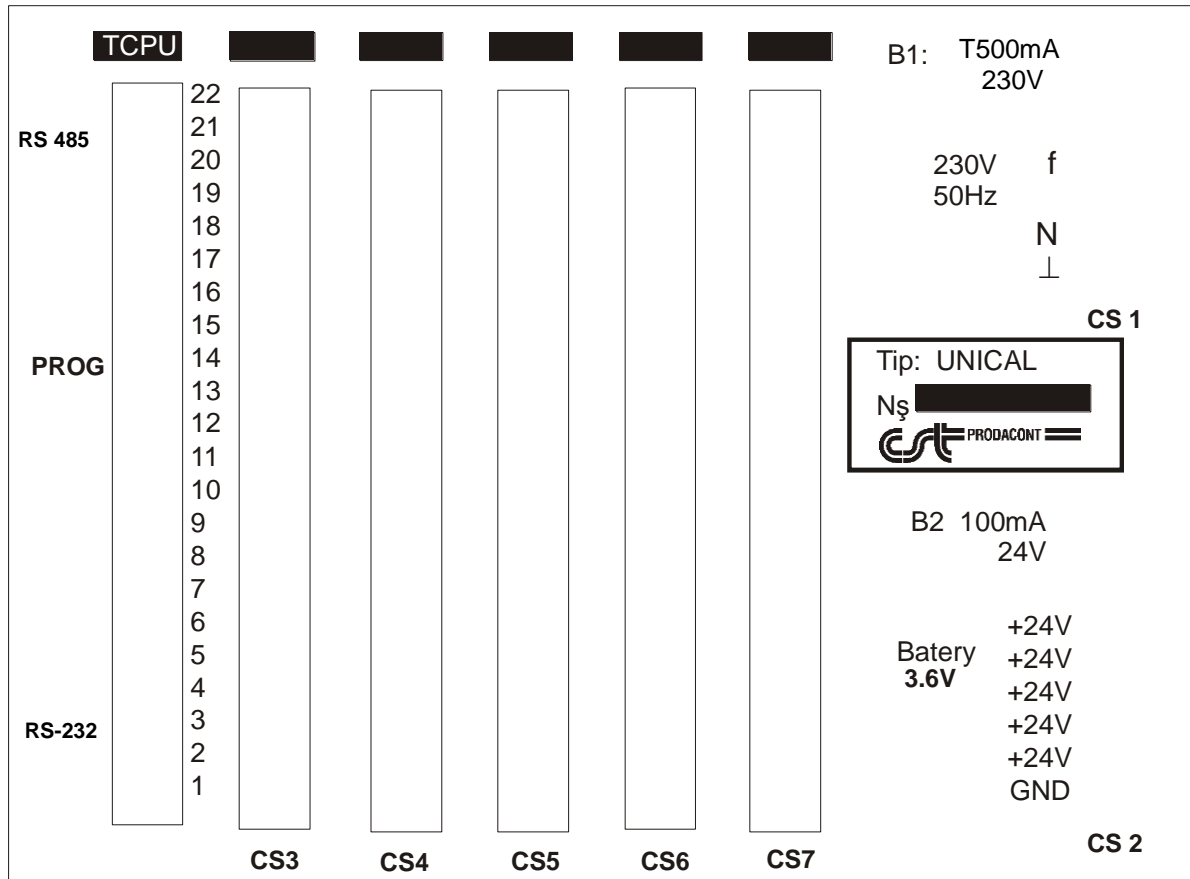 TCPU
RS 485
PROG
RS-232
22
21
20
19
18
17
16
15
14
13
12
11
10
9
8
7
6
5
4
3
2
1
CS3
CS4
CS5
CS6
CS7
B1: T500mA
230V
230V f
50Hz
N
⊥
CS 1
Tip: UNICAL
Nş
cst PRODACONT
B2 100mA
24V
Batery
3.6V
+24V
+24V
+24V
+24V
+24V
GND
CS 2